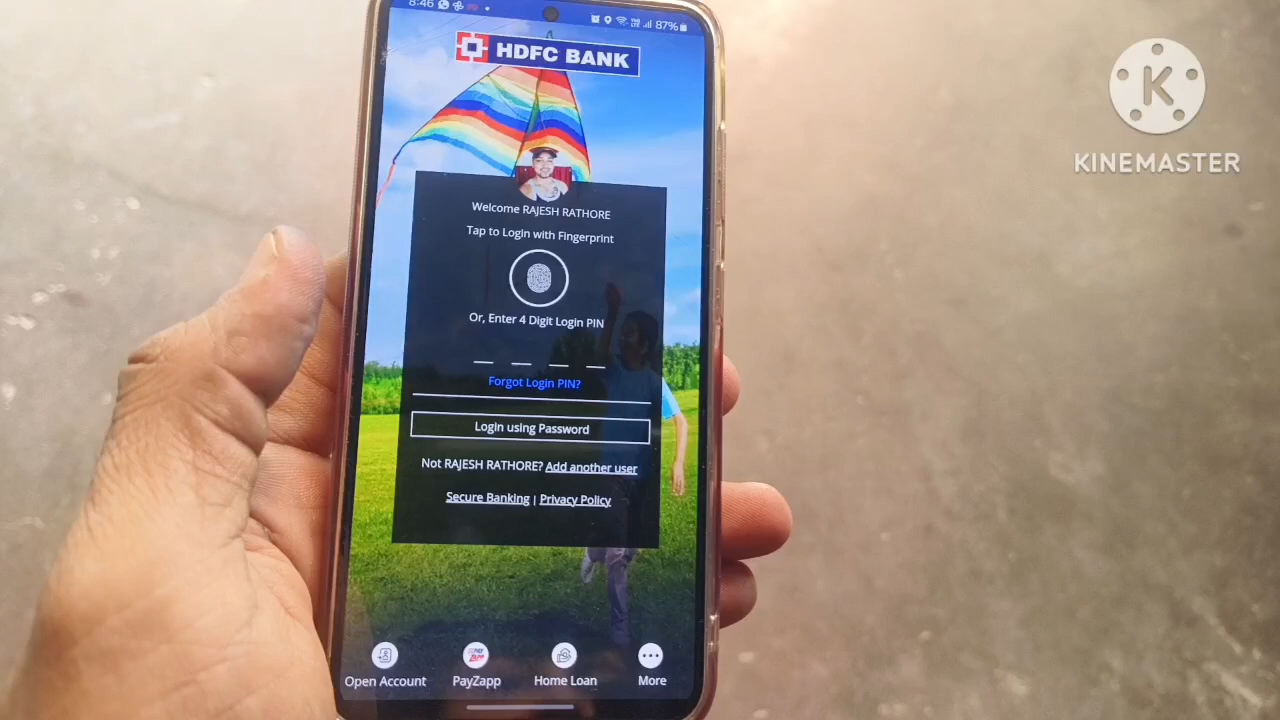 8:46
87%
HDFC BANK
K
KINEMASTER
Welcome RAJESH RATHORE
Tap to Login with Fingerprint
Or, Enter 4 Digit Login PIN
Forgot Login PIN?
Login using Password
Not RAJESH RATHORE? Add another user
Secure Banking | Privacy Policy
Open Account
PayZapp
Home Loan
More